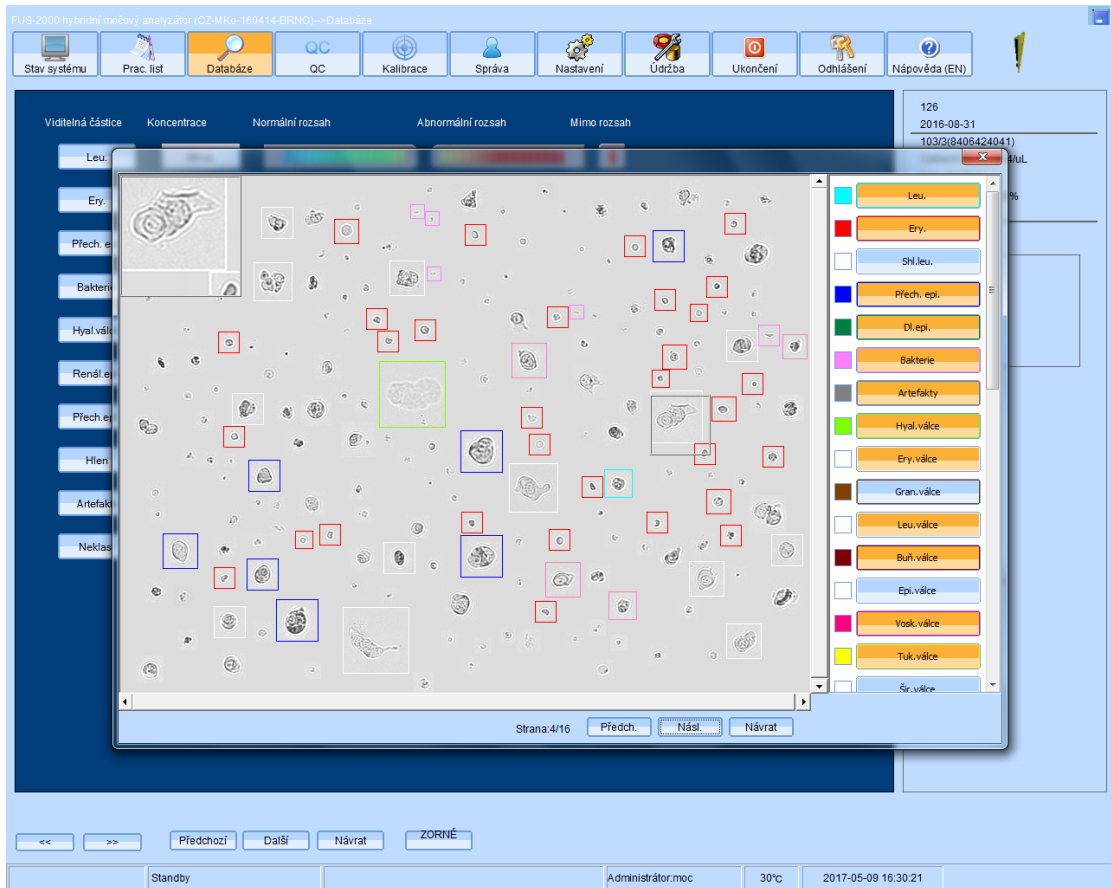 FUS-2000 hybridní močový analyzátor (CZ-MKo-160414-BRNO)-->Databáze
Stav systému Prac. list Databáze QC QC Kalibrace Správa Nastavení Údržba Ukončení Odhlášení Nápověda (EN)
126
2016-08-31
103/3(8406424041)
4/uL
%
Viditelná částice Koncentrace Normální rozsah Abnormální rozsah Mimo rozsah
Leu.
Ery.
Přech. e
Bakteri
Hyal.vál
Renál.e
Přech.e
Hlen
Artefak
Neklas
Leu.
Ery.
Shl.leu.
Přech. epi.
Dl.epi.
Bakterie
Artefakty
Hyal.válce
Ery.válce
Gran.válce
Leu.válce
Buň.válce
Epi.válce
Vosk.válce
Tuk.válce
Šir.válce
Strana:4/16 Předch. Násl. Návrat
<< >> Předchozí Další Návrat ZORNÉ
Standby Administrátor:moc 30°C 2017-05-09 16:30:21